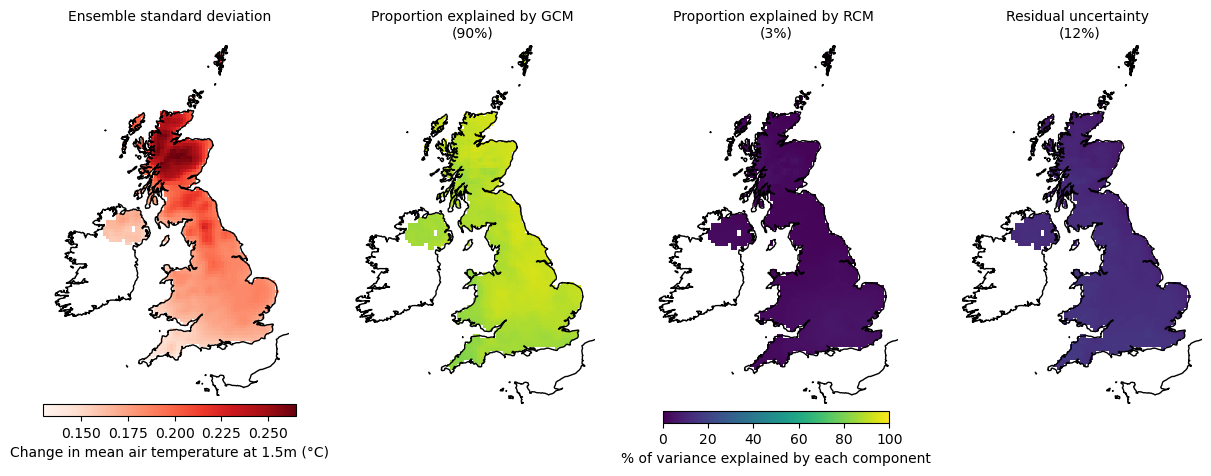 Ensemble standard deviation
Proportion explained by GCM
(90%)
Proportion explained by RCM
(3%)
Residual uncertainty
(12%)
0.150 0.175 0.200 0.225 0.250
Change in mean air temperature at 1.5m (°C)
0 20 40 60 80 100
% of variance explained by each component